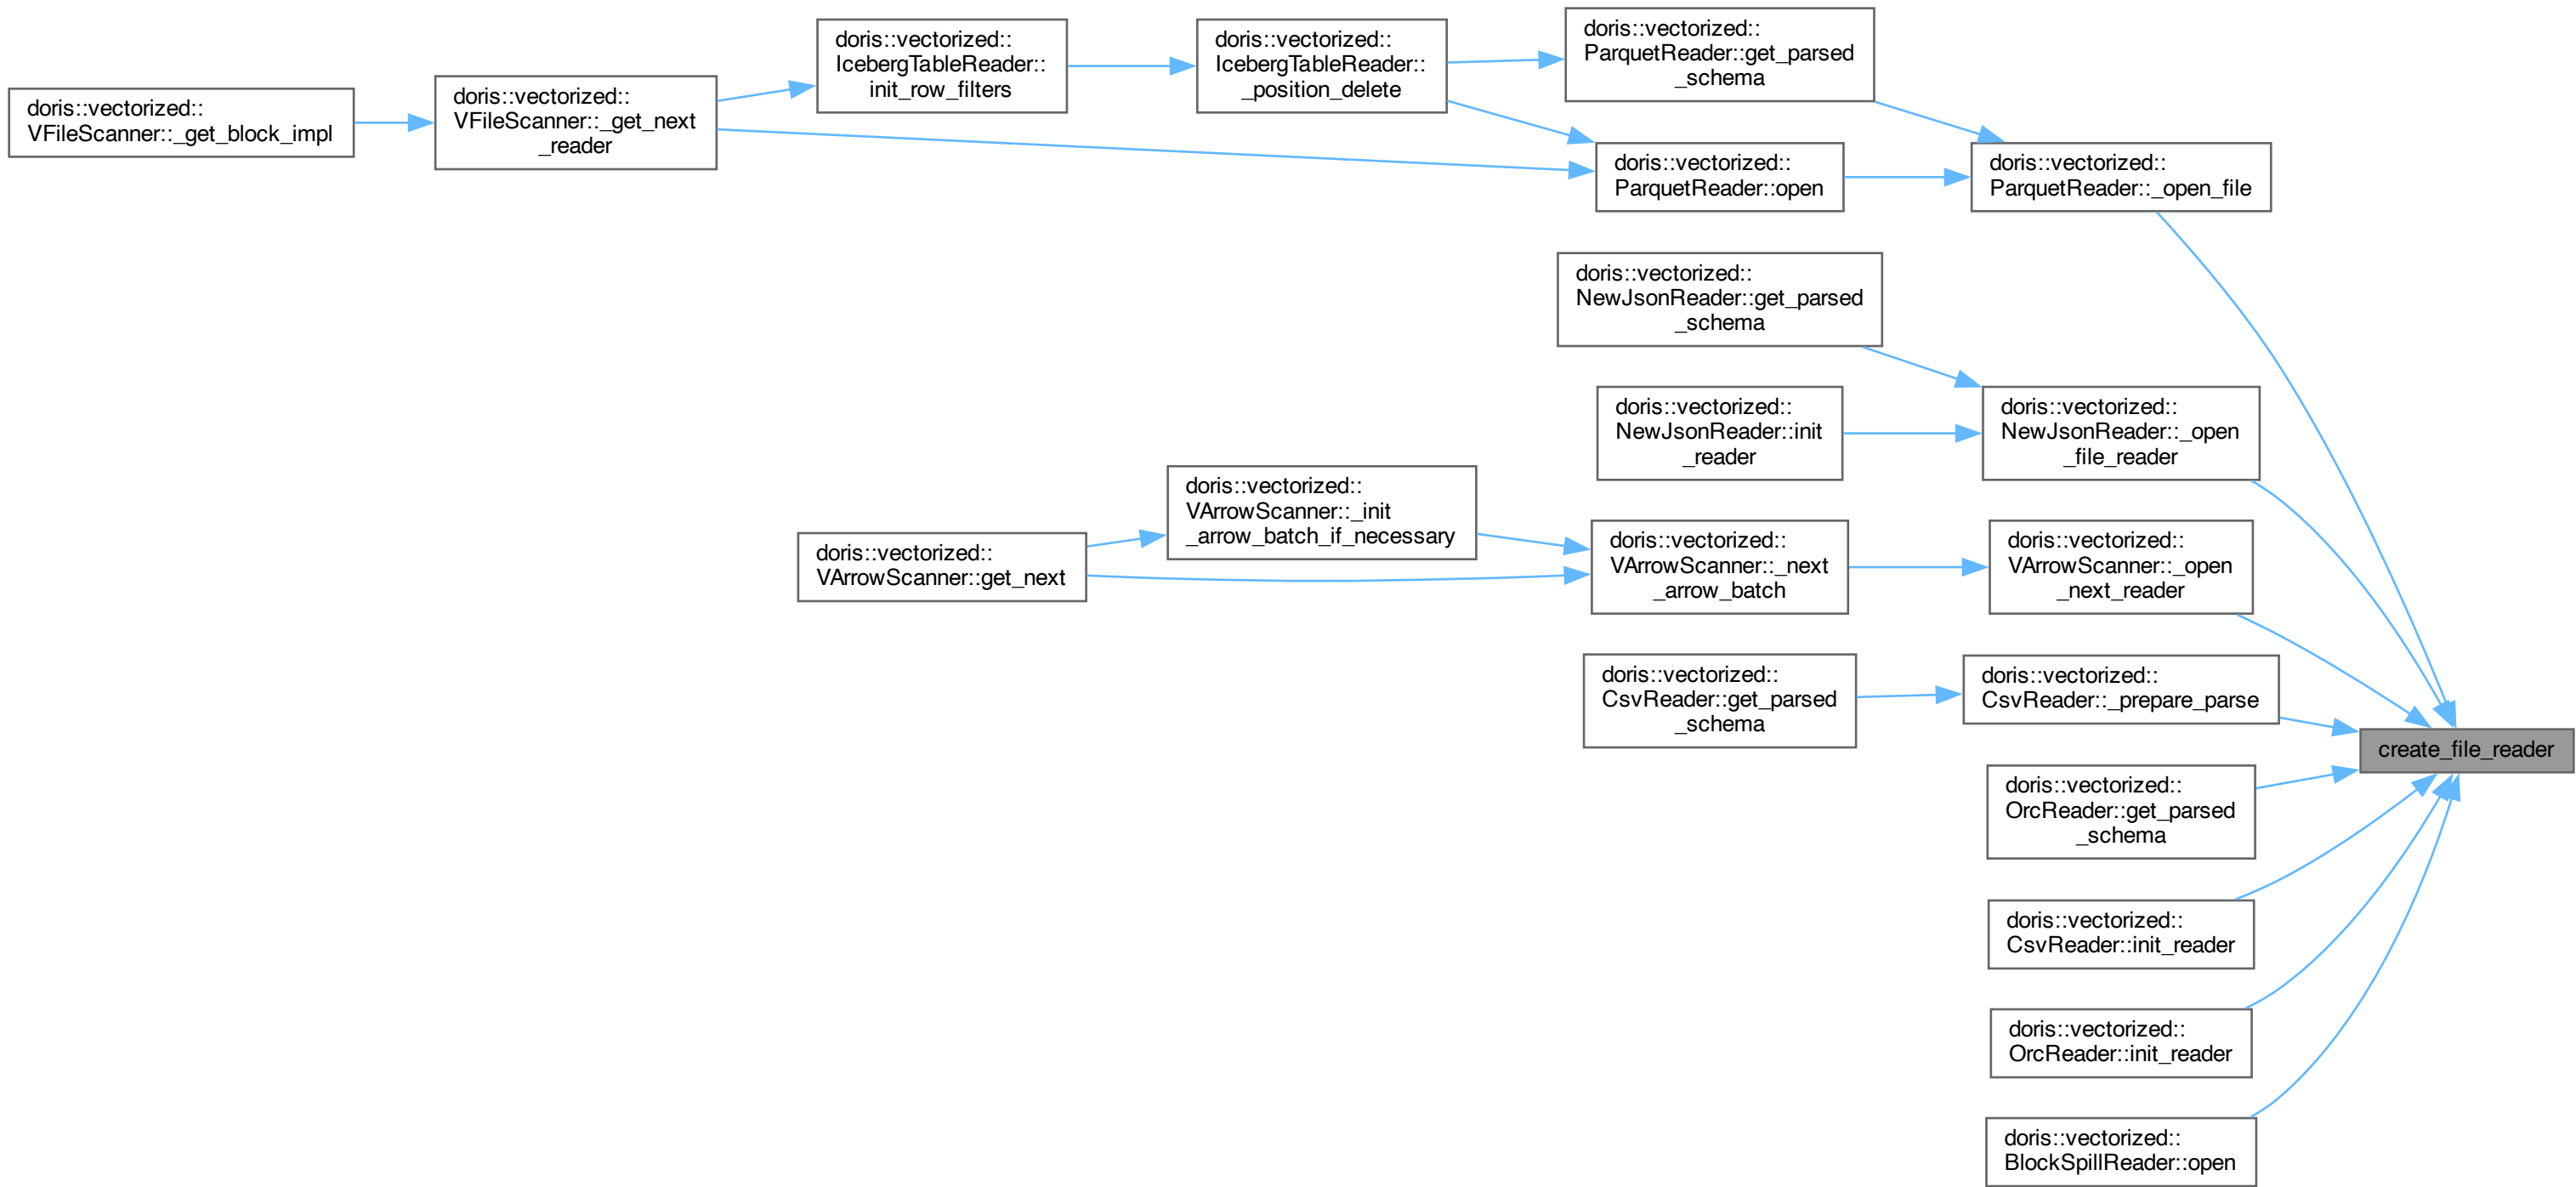 doris::vectorized::
VFileScanner::_get_block_impl
doris::vectorized::
VFileScanner::_get_next
_reader
doris::vectorized::
IcebergTableReader::
init_row_filters
doris::vectorized::
IcebergTableReader::
_position_delete
doris::vectorized::
ParquetReader::get_parsed
_schema
doris::vectorized::
ParquetReader::open
doris::vectorized::
ParquetReader::_open_file
doris::vectorized::
NewJsonReader::get_parsed
_schema
doris::vectorized::
NewJsonReader::init
_reader
doris::vectorized::
NewJsonReader::_open
_file_reader
doris::vectorized::
VArrowScanner::get_next
doris::vectorized::
VArrowScanner::_init
_arrow_batch_if_necessary
doris::vectorized::
VArrowScanner::_next
_arrow_batch
doris::vectorized::
VArrowScanner::_open
_next_reader
doris::vectorized::
CsvReader::get_parsed
_schema
doris::vectorized::
CsvReader::_prepare_parse
create_file_reader
doris::vectorized::
OrcReader::get_parsed
_schema
doris::vectorized::
CsvReader::init_reader
doris::vectorized::
OrcReader::init_reader
doris::vectorized::
BlockSpillReader::open